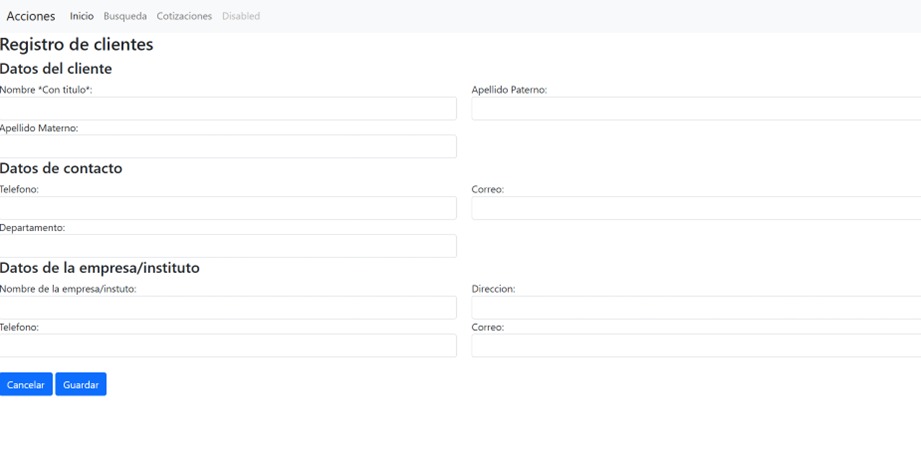 Acciones Inicio Busqueda Cotizaciones Disabled
Registro de clientes
Datos del cliente
Nombre *Con titulo*: Apellido Paterno:
Apellido Materno:
Datos de contacto
Telefono: Correo:
Departamento:
Datos de la empresa/instituto
Nombre de la empresa/instuto: Direccion:
Telefono: Correo:
Cancelar Guardar